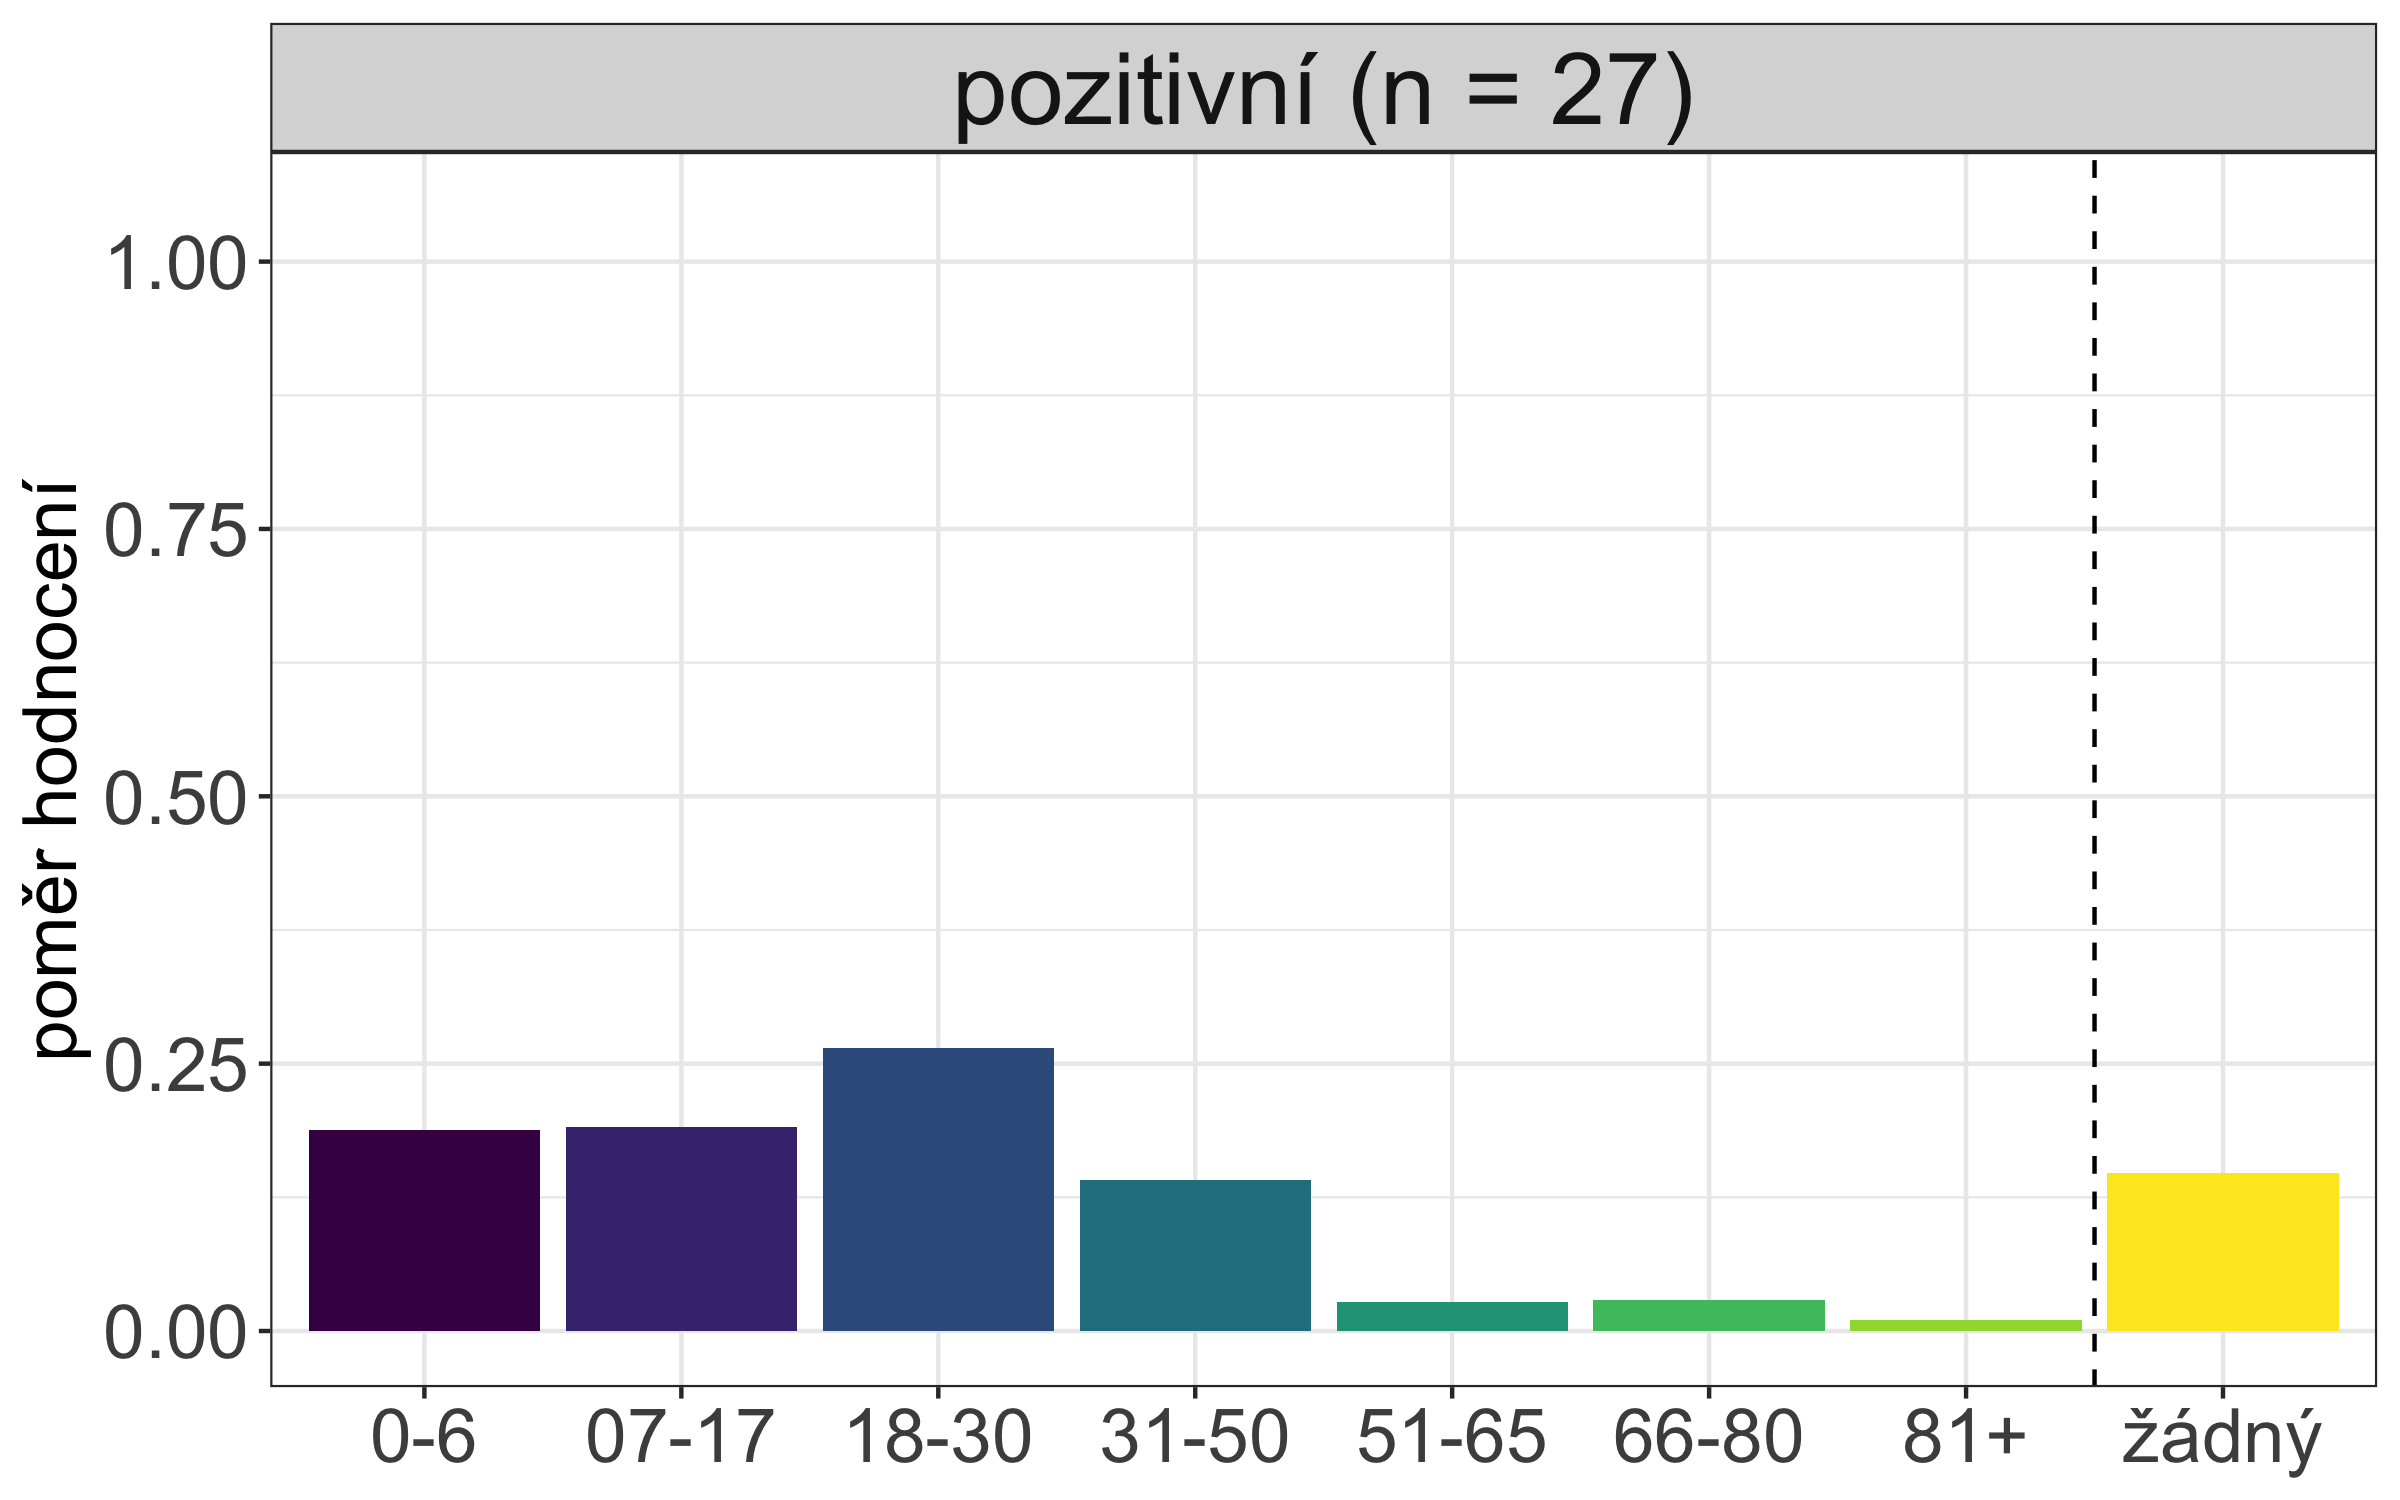 pozitivní (n = 27)
poměr hodnocení
1.00
0.75
0.50
0.25
0.00
0-6 07-17 18-30 31-50 51-65 66-80 81+ žádný